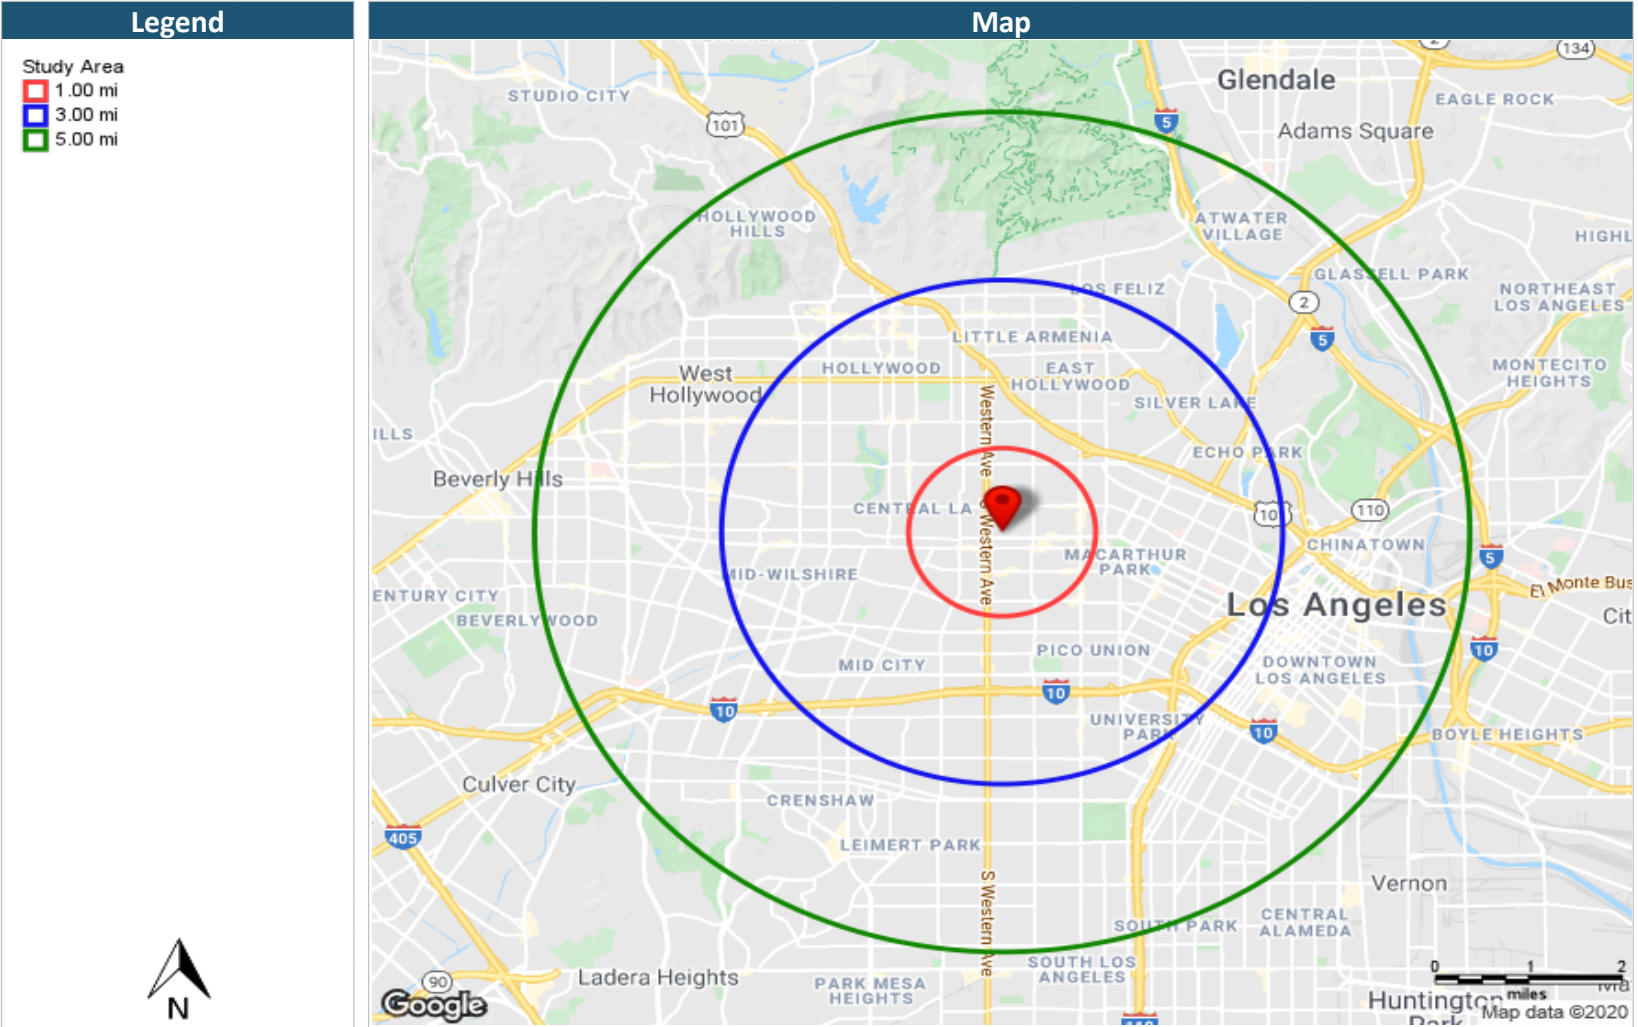 Legend
Map
Study Area
1.00 mi
3.00 mi
5.00 mi
N
134
Glendale
STUDIO CITY
EAGLE ROCK
101
5
Adams Square
HOLLYWOOD
HILLS
ATWATER
VILLAGE
HIGHL
GLASSELL PARK
LOS FELIZ
NORTHEAST
LOS ANGELES
2
LITTLE ARMENIA
5
HOLLYWOOD
EAST
HOLLYWOOD
MONTECITO
HEIGHTS
West
Hollywood
SILVER LAKE
Western Ave
ILLS
ECHO PARK
Beverly Hills
CENTRAL LA
S Western Ave
10
110
CHINATOWN
MACARTHUR
PARK
5
MID-WILSHIRE
El Monte Bus
ENTURY CITY
Los Angeles
Cit
BEVERLYWOOD
PICO UNION
10
MID CITY
DOWNTOWN
LOS ANGELES
10
10
UNIVERSITY
PARK
10
BOYLE HEIGHTS
Culver City
CRENSHAW
405
LEIMERT PARK
S Western Ave
Vernon
SOUTH PARK
CENTRAL
ALAMEDA
SOUTH LOS
ANGELES
0 1 2
miles
90
Ladera Heights
PARK MESA
HEIGHTS
Google
Huntington
Park
Map data ©2020
110